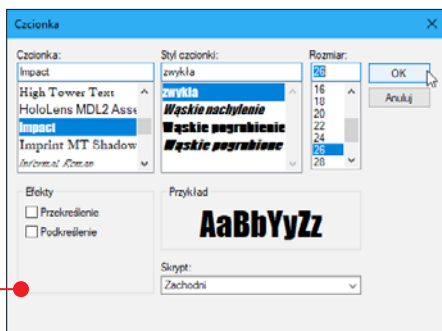 Czcionka
Czcionka:
Impact
High Tower Text
HoloLens MDL2 Asse
Impact
Imprint MT Shadow
Informal Roman
Styl czcionki:
zwykła
zwykła
Wąskie nachylenie
Wąskie pogrubienie
Wąskie pogrubione
Rozmiar:
26
16
18
20
22
24
26
28
OK
Anuluj
Efekty
Przekreślenie
Podkreślenie
Przykład
AaBbYyZz
Skrypt:
Zachodni